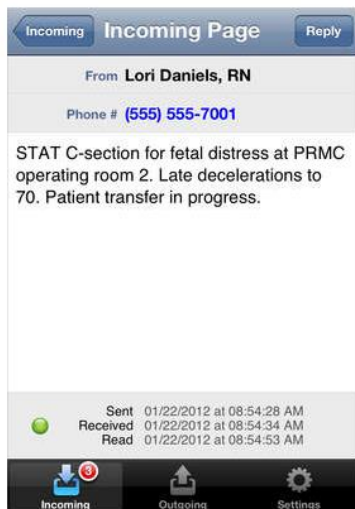 Incoming
Incoming Page
Reply
From Lori Daniels, RN
Phone # (555) 555-7001
STAT C-section for fetal distress at PRMC
operating room 2. Late decelerations to
70. Patient transfer in progress.
Sent 01/22/2012 at 08:54:28 AM
Received 01/22/2012 at 08:54:34 AM
Read 01/22/2012 at 08:54:53 AM
3
Incoming Outgoing Settings